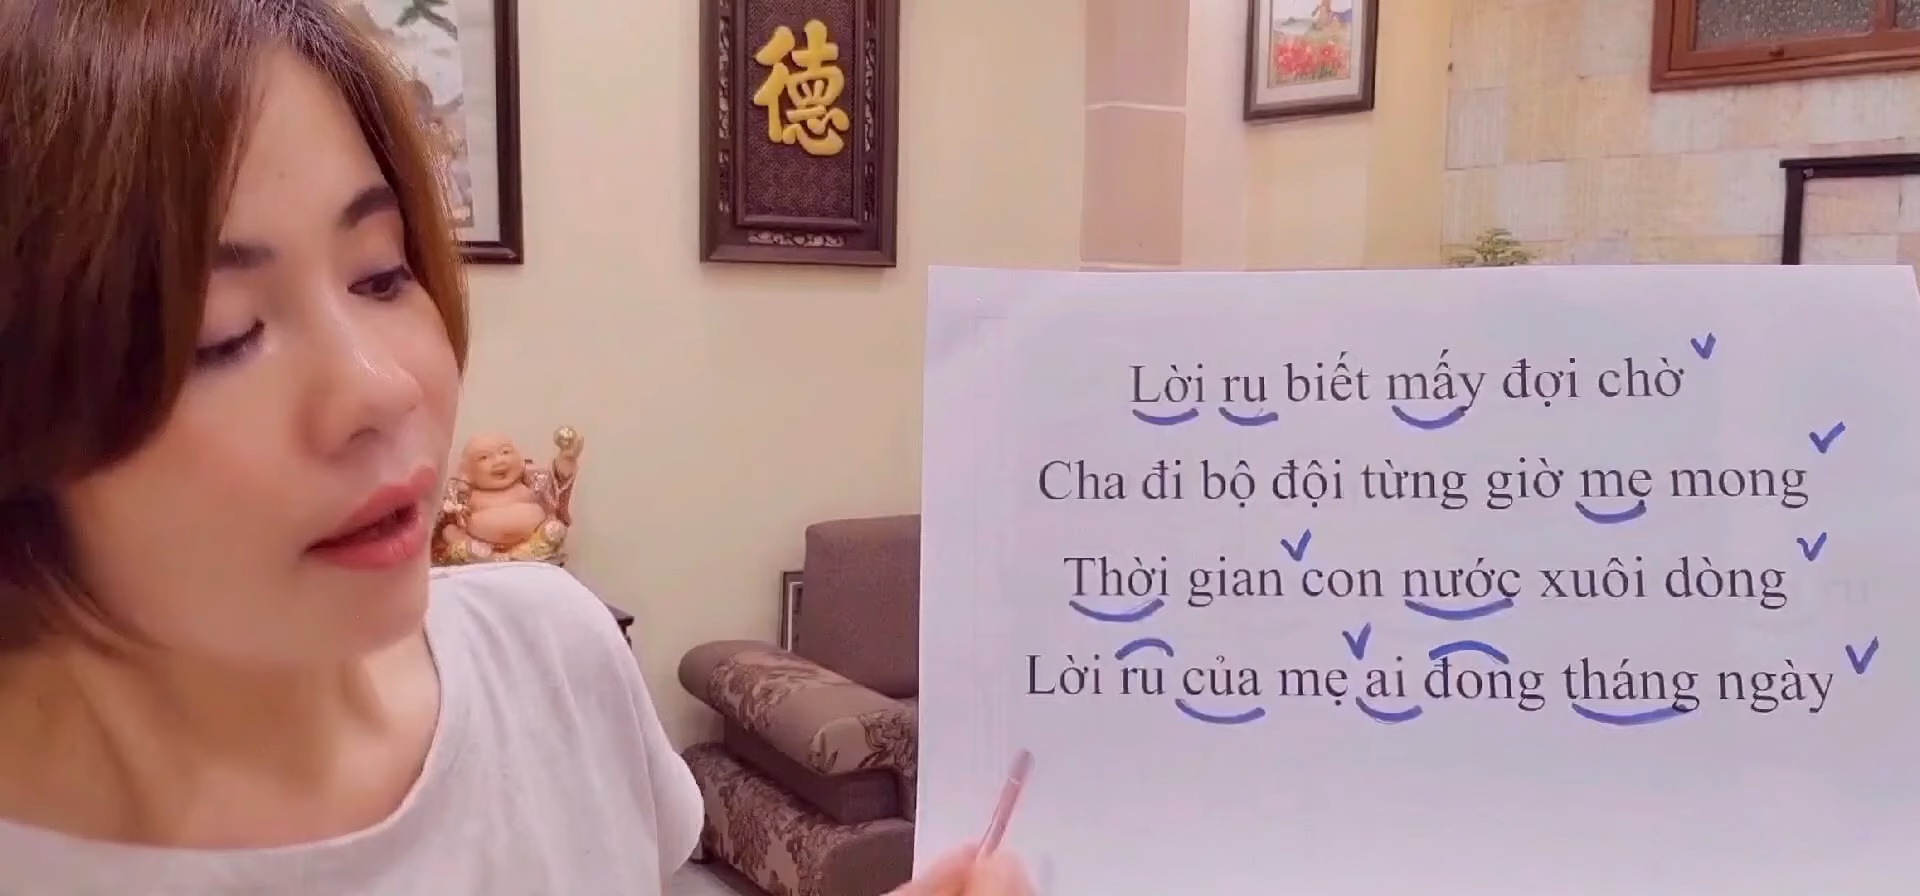 德
Lời ru biết mấy đợi chờ
Cha đi bộ đội từng giờ mẹ mong
Thời gian con nước xuôi dòng
Lời ru của mẹ ai đong tháng ngày